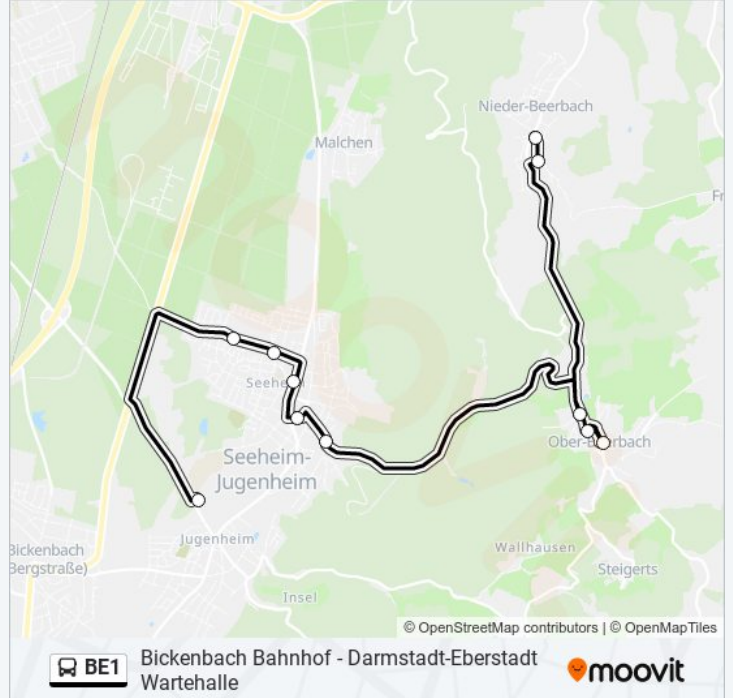 Nieder-Beerbach
Malchen
Fr
Seehei
Ober-Beerbach
Seeheim-
Jugenheim
Jugenheim
Bickenbach
Bergstraße)
Wallhausen
Steigerts
Insel
© OpenStreetMap contributors | © OpenMapTiles
BE1
Bickenbach Bahnhof - Darmstadt-Eberstadt
Wartehalle
moovit